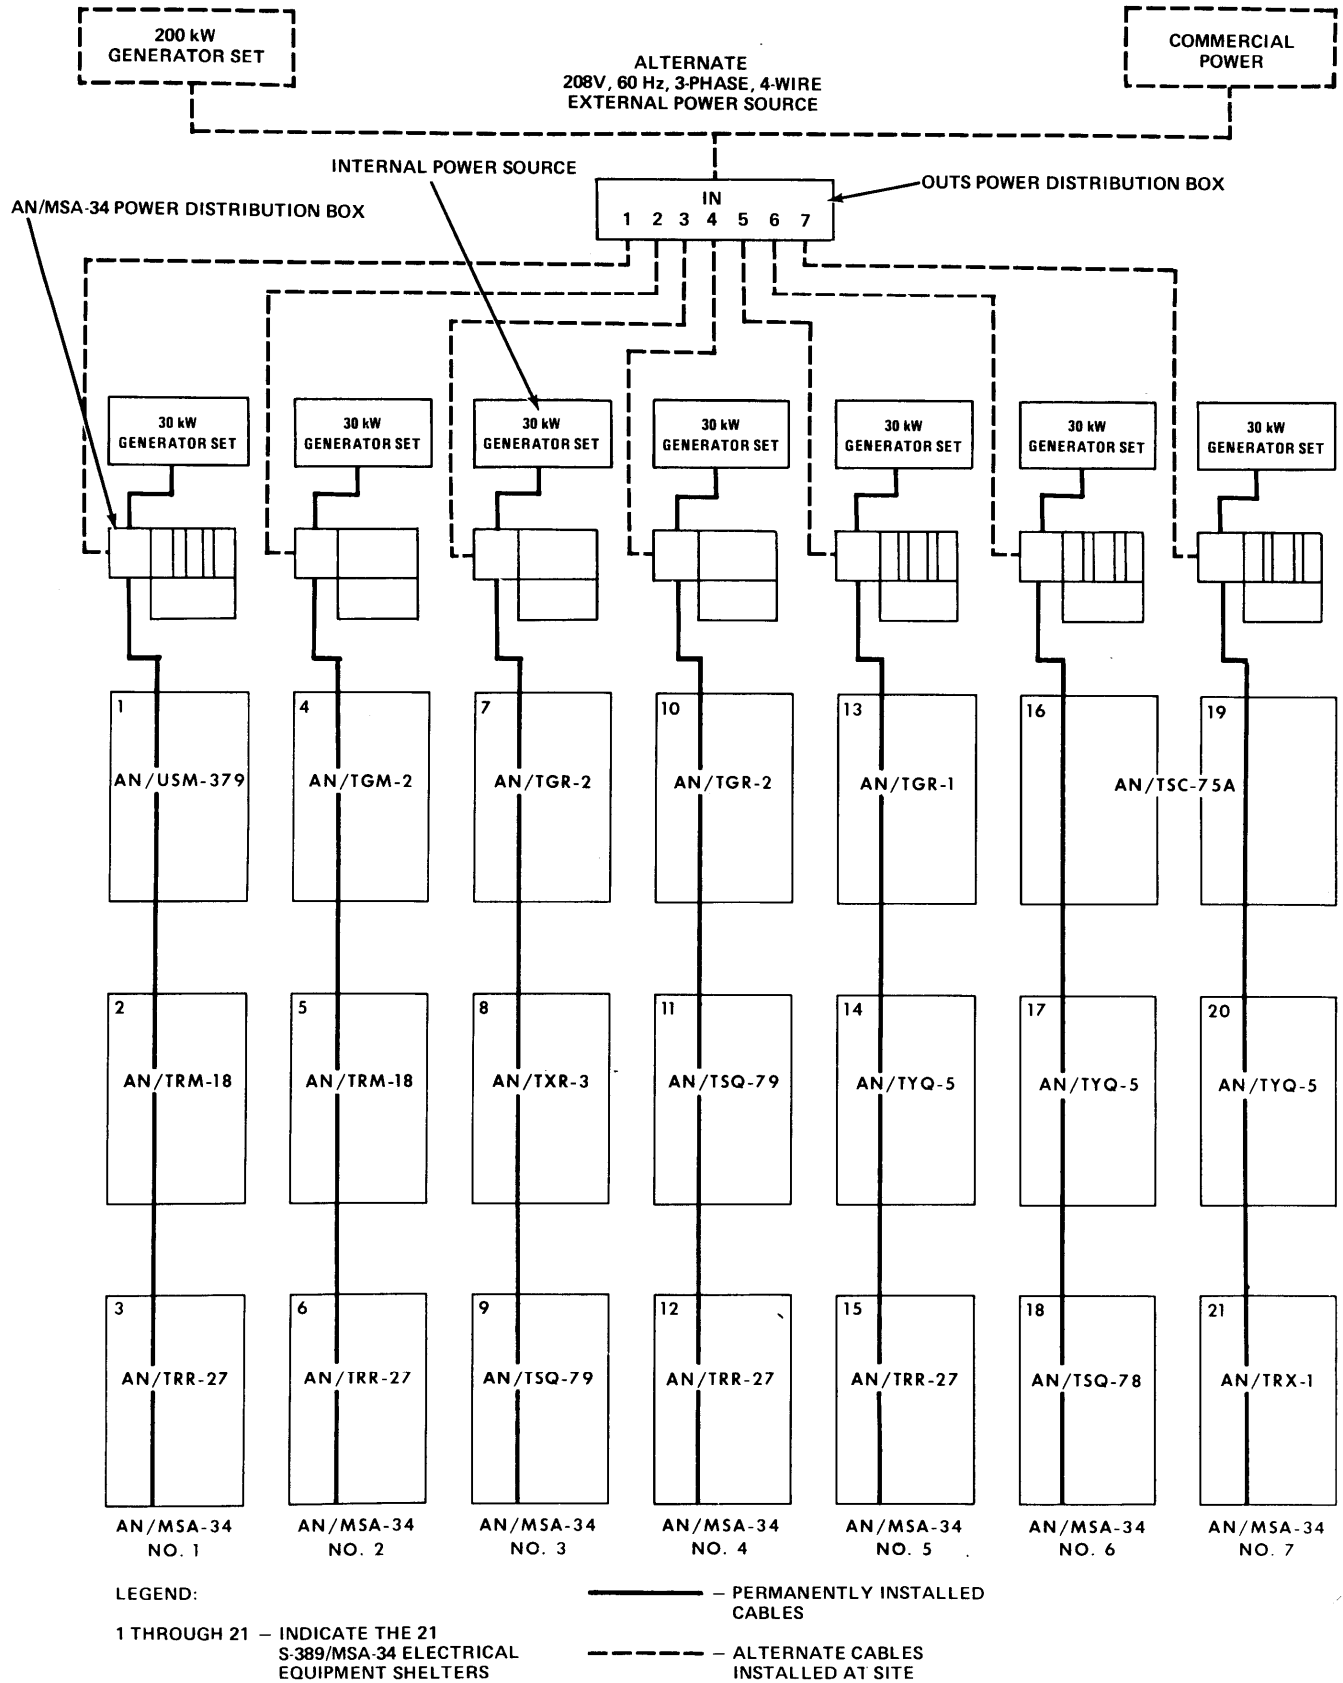 200 kW
GENERATOR SET
COMMERCIAL
POWER
ALTERNATE
208V, 60 Hz, 3-PHASE, 4-WIRE
EXTERNAL POWER SOURCE
INTERNAL POWER SOURCE
OUTS POWER DISTRIBUTION BOX
AN/MSA-34 POWER DISTRIBUTION BOX
IN
1 2 3 4 5 6 7
30 kW
GENERATOR SET
30 kW
GENERATOR SET
30 kW
GENERATOR SET
30 kW
GENERATOR SET
30 kW
GENERATOR SET
30 kW
GENERATOR SET
30 kW
GENERATOR SET
1
AN/USM-379
4
AN/TGM-2
7
AN/TGR-2
10
AN/TGR-2
13
AN/TGR-1
16
19
AN/TSC-75A
2
AN/TRM-18
5
AN/TRM-18
8
AN/TXR-3
11
AN/TSQ-79
14
AN/TYQ-5
17
AN/TYQ-5
20
AN/TYQ-5
3
AN/TRR-27
6
AN/TRR-27
9
AN/TSQ-79
12
AN/TRR-27
15
AN/TRR-27
18
AN/TSQ-78
21
AN/TRX-1
AN/MSA-34
NO. 1
AN/MSA-34
NO. 2
AN/MSA-34
NO. 3
AN/MSA-34
NO. 4
AN/MSA-34
NO. 5
AN/MSA-34
NO. 6
AN/MSA-34
NO. 7
LEGEND:
1 THROUGH 21 – INDICATE THE 21
S-389/MSA-34 ELECTRICAL
EQUIPMENT SHELTERS
– PERMANENTLY INSTALLED
CABLES
– ALTERNATE CABLES
INSTALLED AT SITE